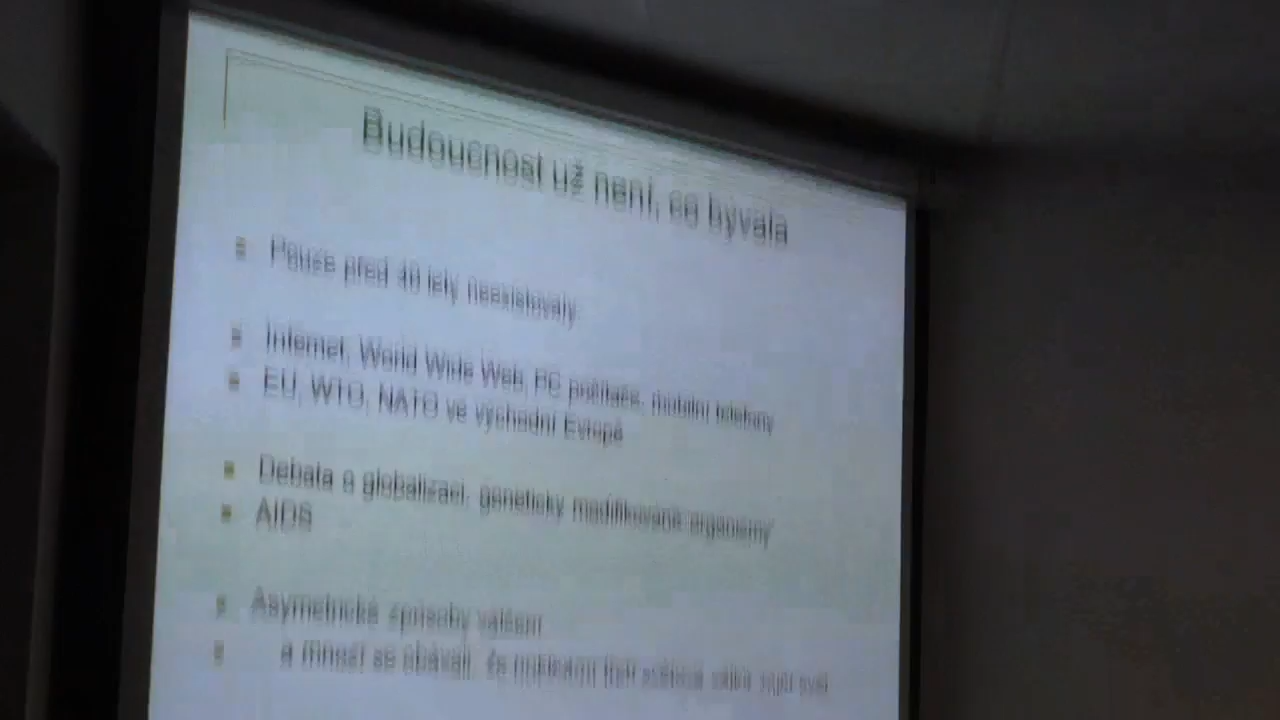 Budoucnost už není, co bývala
Pouze před 40 lety neexistovaly
Internet, World Wide Web, PC počítače, mobilní telefony
EU, WTO, NATO ve východní Evropě
Debata o globalizaci, geneticky modifikované organismy
AIDS
Asymetrické způsoby válčení
a mnozí se obávali, že